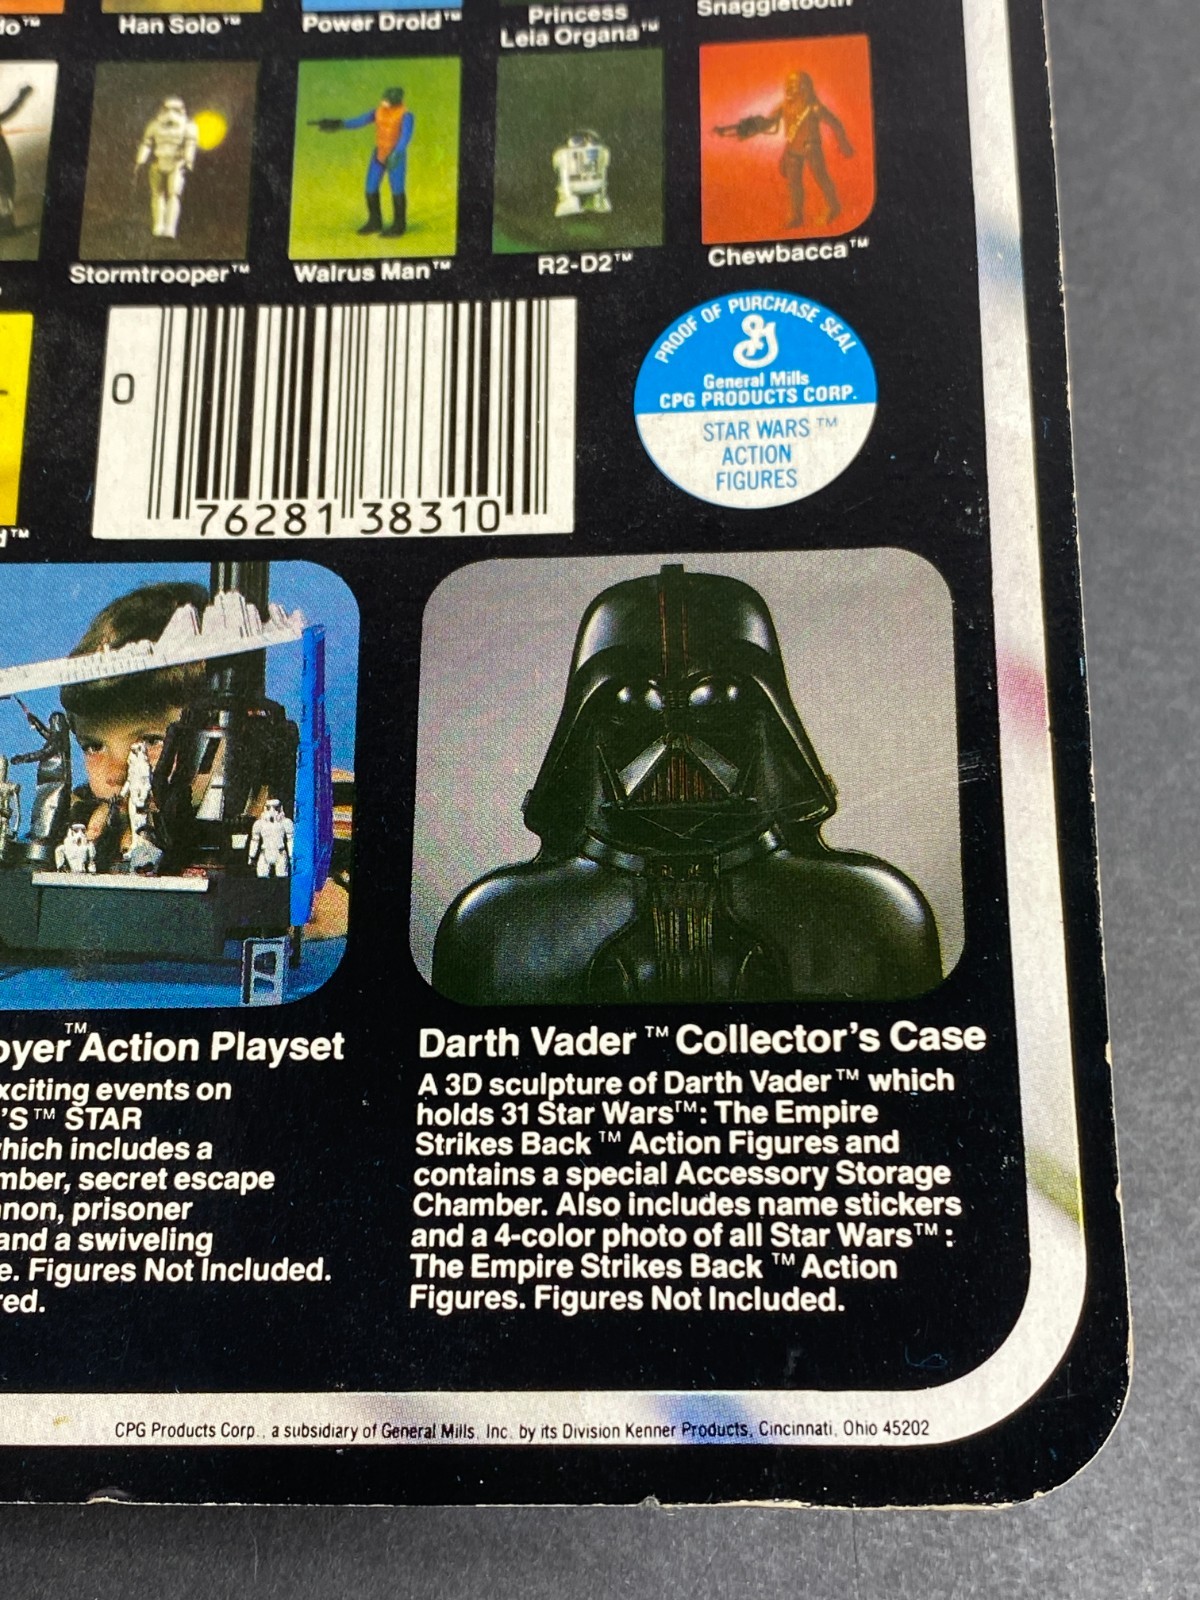 Han Solo™
Power Droid™
Princess
Leia Organa™
Snaggletooth
Stormtrooper™
Walrus Man™
R2-D2™
Chewbacca™
0
76281 38310
PROOF OF PURCHASE SEAL
General Mills
CPG PRODUCTS CORP.
STAR WARS™
ACTION
FIGURES
Action Playset
exciting events on
'S™ STAR
which includes a
secret escape
prisoner
and a swiveling
Figures Not Included.
Darth Vader™ Collector's Case
A 3D sculpture of Darth Vader™ which
holds 31 Star Wars™: The Empire
Strikes Back™ Action Figures and
contains a special Accessory Storage
Chamber. Also includes name stickers
and a 4-color photo of all Star Wars™:
The Empire Strikes Back™ Action
Figures. Figures Not Included.
CPG Products Corp., a subsidiary of General Mills, Inc. by its Division Kenner Products, Cincinnati, Ohio 45202